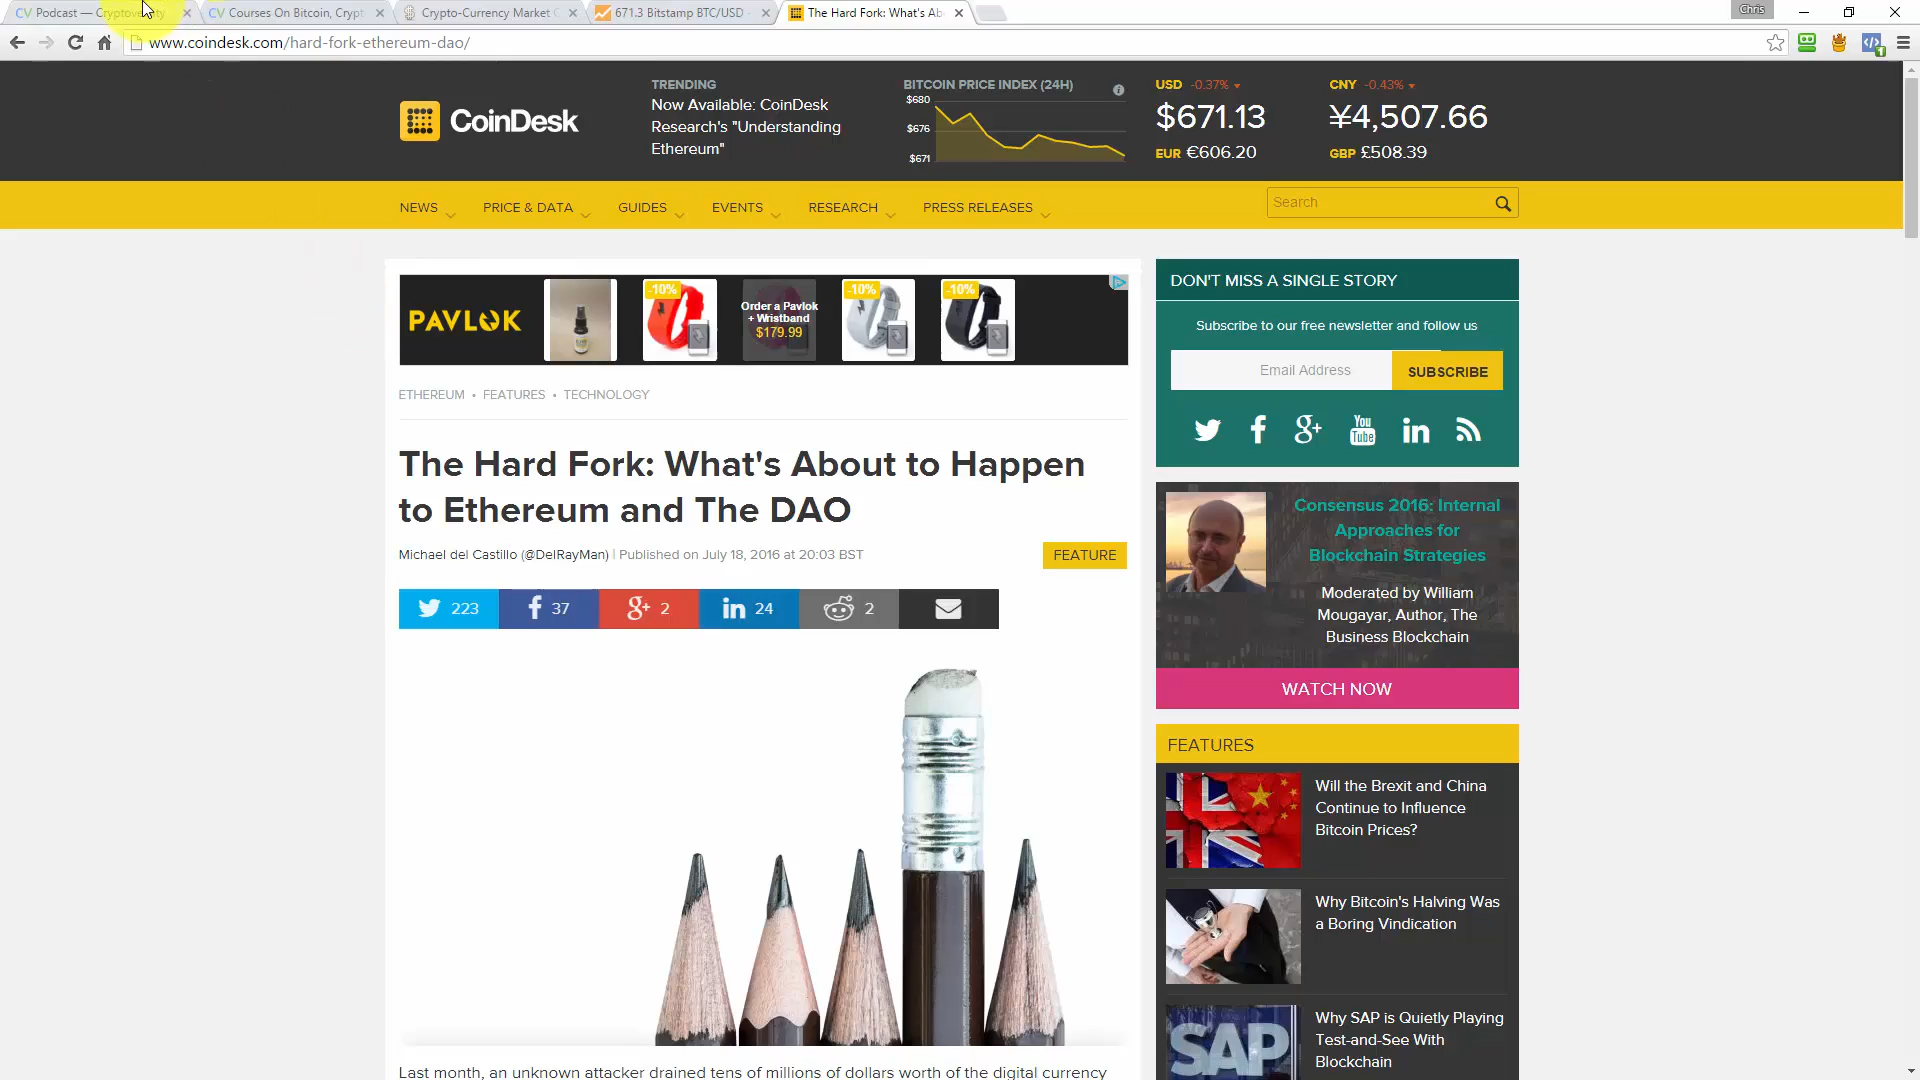 CV Podcast — Cryptoversity
CV Courses On Bitcoin, Crypt
Crypto-Currency Market C
671.3 Bitstamp BTC/USD -
The Hard Fork: What's Ab
Chris
www.coindesk.com/hard-fork-ethereum-dao/
CoinDesk
TRENDING
Now Available: CoinDesk
Research's "Understanding
Ethereum"
BITCOIN PRICE INDEX (24H)
$680
$676
$671
USD -0.37%
$671.13
EUR €606.20
CNY -0.43%
¥4,507.66
GBP £508.39
NEWS
PRICE & DATA
GUIDES
EVENTS
RESEARCH
PRESS RELEASES
Search
PAVLOK
-10%
Order a Pavlok
+ Wristband
$179.99
-10%
-10%
ETHEREUM • FEATURES • TECHNOLOGY
The Hard Fork: What's About to Happen
to Ethereum and The DAO
Michael del Castillo (@DelRayMan) | Published on July 18, 2016 at 20:03 BST
FEATURE
223
37
2
24
2
Last month, an unknown attacker drained tens of millions of dollars worth of the digital currency
DON'T MISS A SINGLE STORY
Subscribe to our free newsletter and follow us
Email Address
SUBSCRIBE
You
Tube
Consensus 2016: Internal
Approaches for
Blockchain Strategies
Moderated by William
Mougayar, Author, The
Business Blockchain
WATCH NOW
FEATURES
Will the Brexit and China
Continue to Influence
Bitcoin Prices?
Why Bitcoin's Halving Was
a Boring Vindication
SAP
Why SAP is Quietly Playing
Test-and-See With
Blockchain